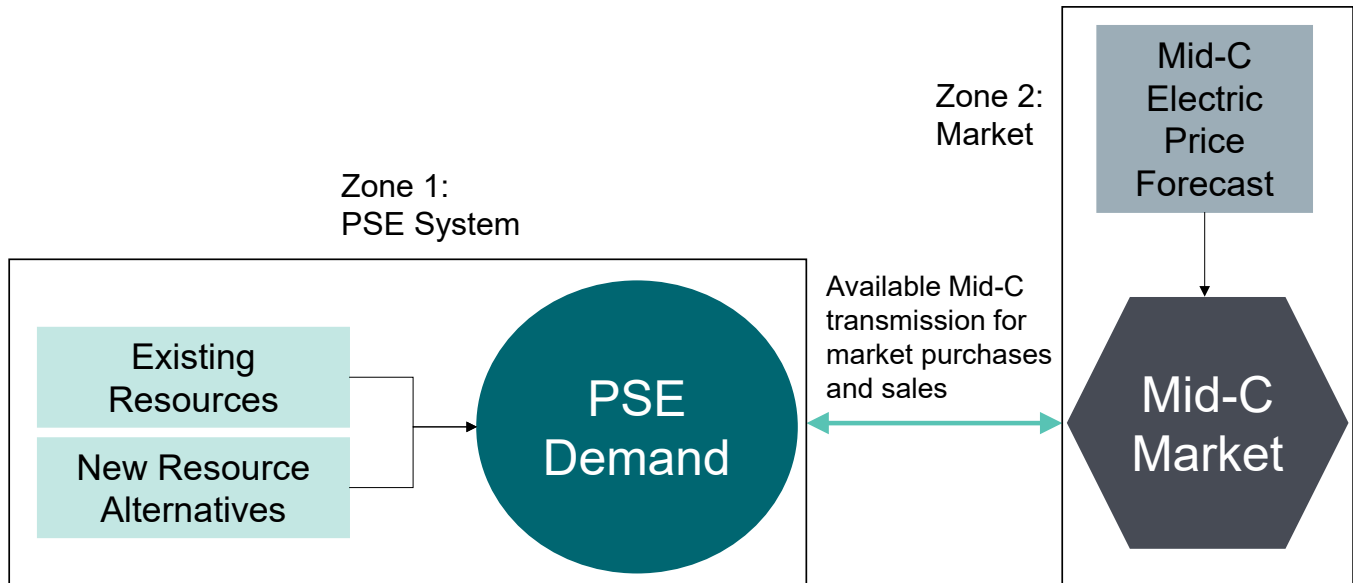 Zone 1:
PSE System
Existing
Resources
New Resource
Alternatives
PSE
Demand
Available Mid-C
transmission for
market purchases
and sales
Zone 2:
Market
Mid-C
Electric
Price
Forecast
Mid-C
Market